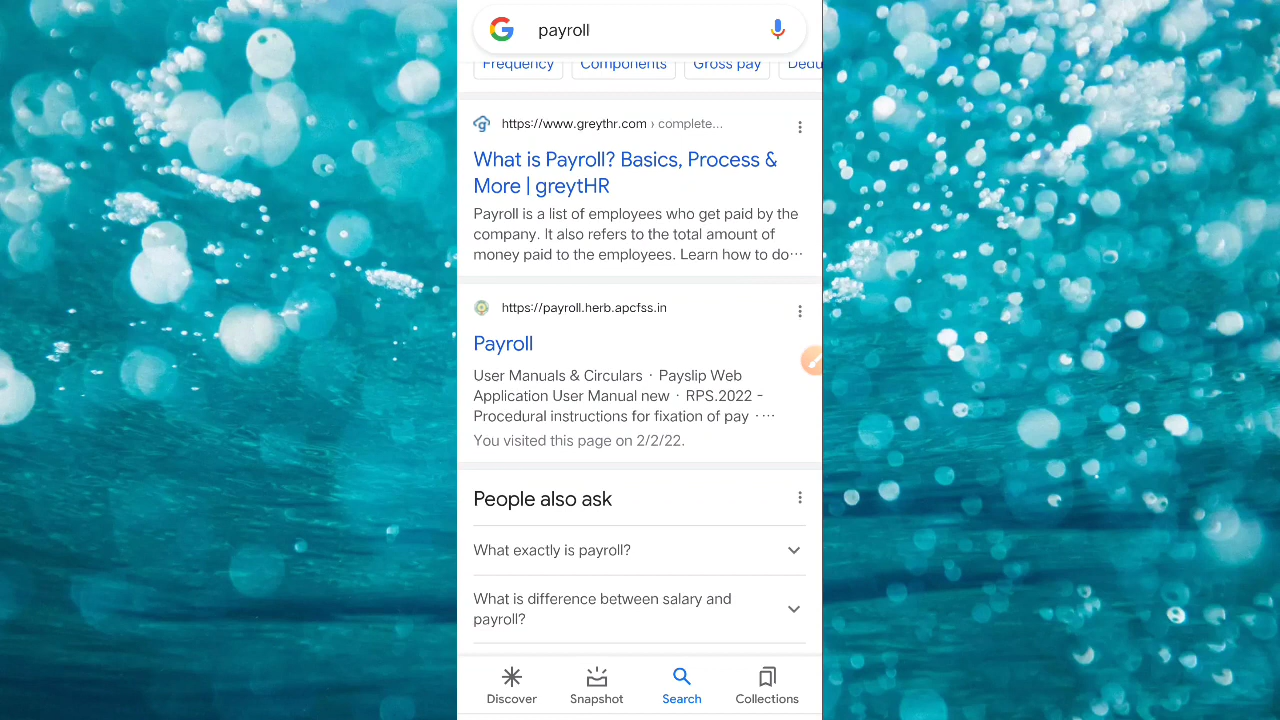 payroll
Frequency Components Gross pay Dedu
https://www.greythr.com › complete...
What is Payroll? Basics, Process &
More | greytHR
Payroll is a list of employees who get paid by the
company. It also refers to the total amount of
money paid to the employees. Learn how to do...
https://payroll.herb.apcfss.in
Payroll
User Manuals & Circulars · Payslip Web
Application User Manual new · RPS.2022 -
Procedural instructions for fixation of pay · ...
You visited this page on 2/2/22.
People also ask
What exactly is payroll?
What is difference between salary and
payroll?
Discover Snapshot Search Collections